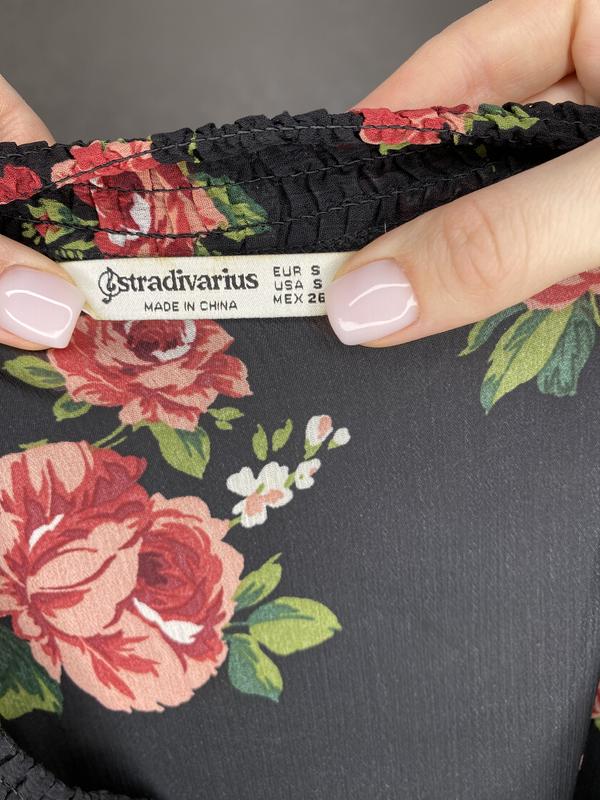 stradivarius
MADE IN CHINA
EUR S
USA S
MEX 26